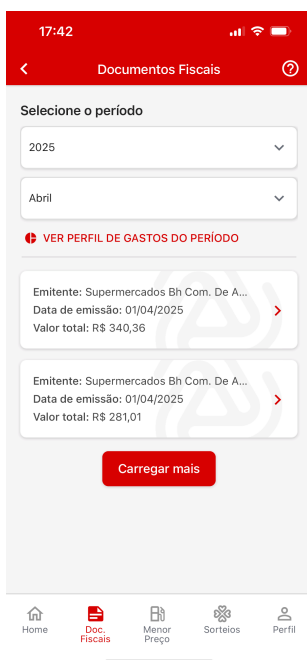 17:42
Documentos Fiscais
Selecione o período
2025
Abril
VER PERFIL DE GASTOS DO PERÍODO
Emitente: Supermercados Bh Com. De A...
Data de emissão: 01/04/2025
Valor total: R$ 340,36
Emitente: Supermercados Bh Com. De A...
Data de emissão: 01/04/2025
Valor total: R$ 281,01
Carregar mais
Home
Doc.
Fiscais
Menor
Preço
Sorteios
Perfil